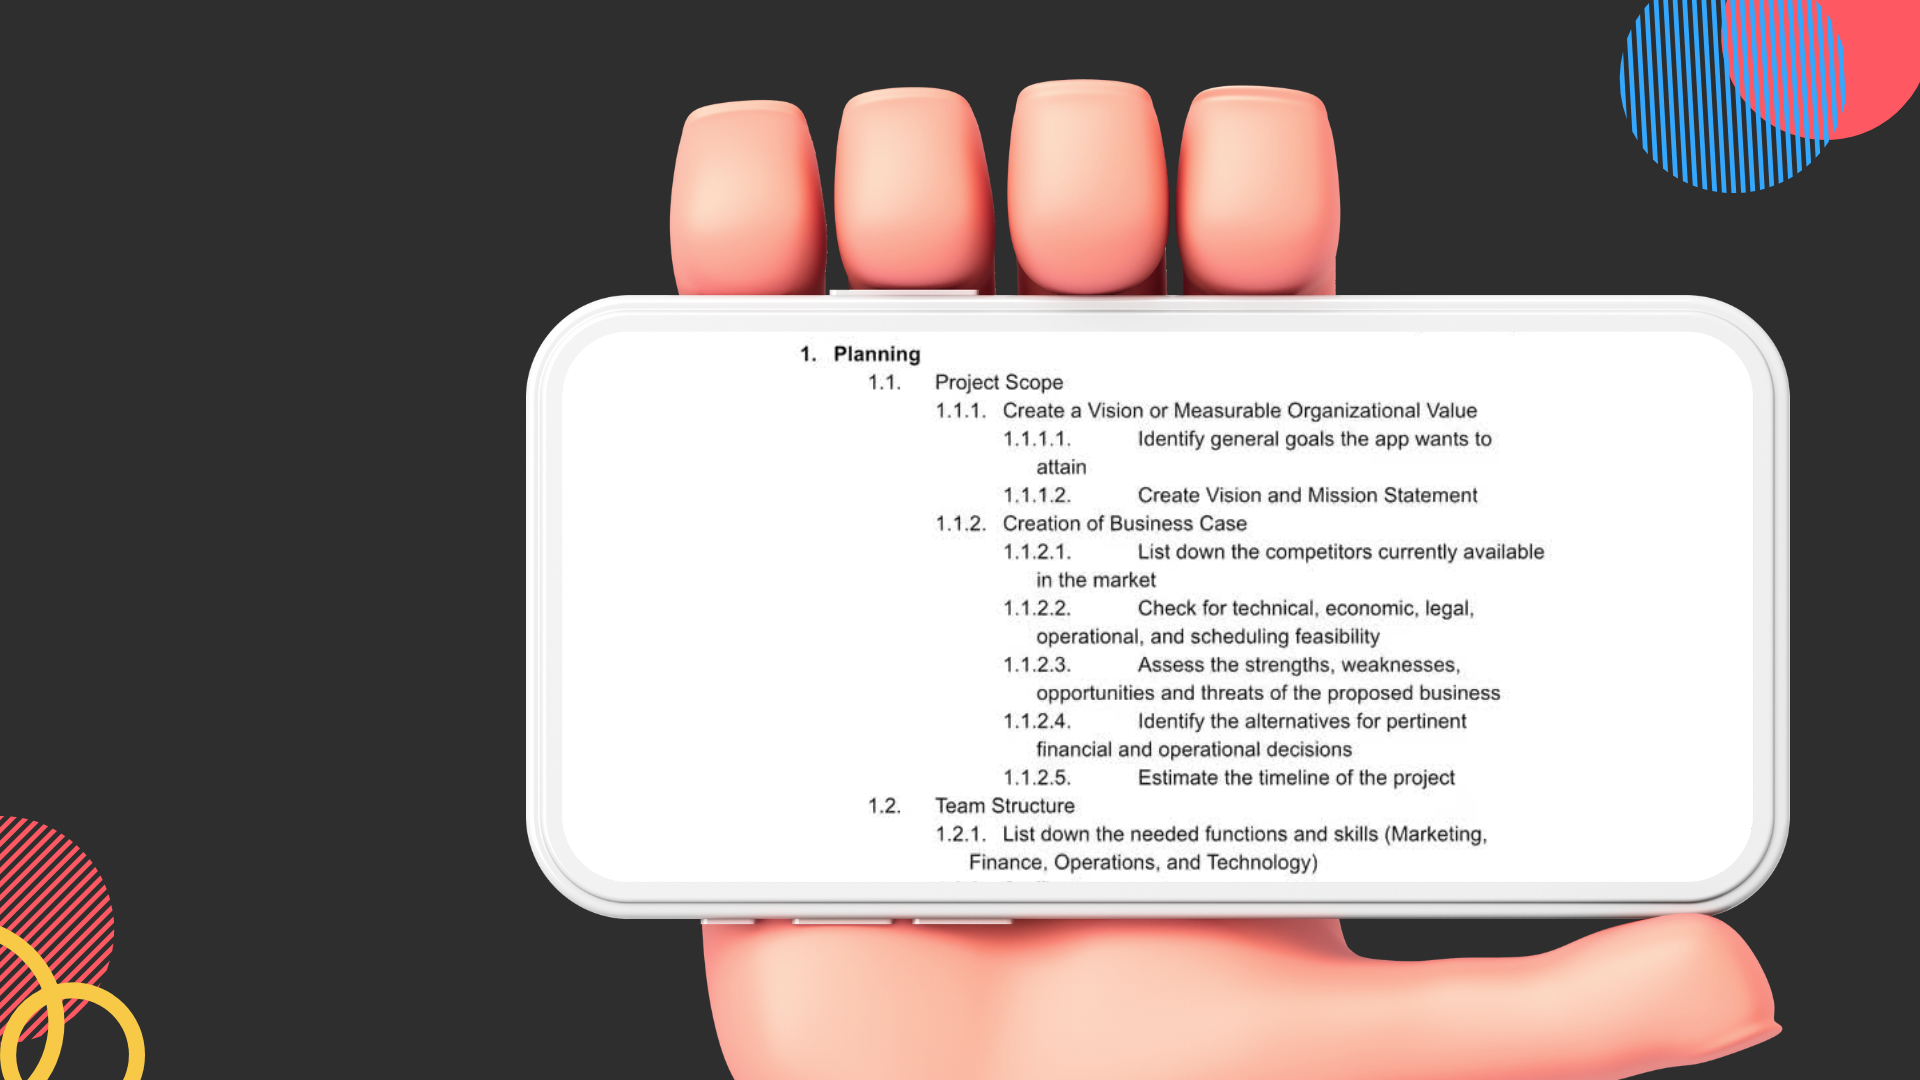 1. Planning
1.1. Project Scope
1.1.1. Create a Vision or Measurable Organizational Value
1.1.1.1. Identify general goals the app wants to
attain
1.1.1.2. Create Vision and Mission Statement
1.1.2. Creation of Business Case
1.1.2.1. List down the competitors currently available
in the market
1.1.2.2. Check for technical, economic, legal,
operational, and scheduling feasibility
1.1.2.3. Assess the strengths, weaknesses,
opportunities and threats of the proposed business
1.1.2.4. Identify the alternatives for pertinent
financial and operational decisions
1.1.2.5. Estimate the timeline of the project
1.2. Team Structure
1.2.1. List down the needed functions and skills (Marketing,
Finance, Operations, and Technology)